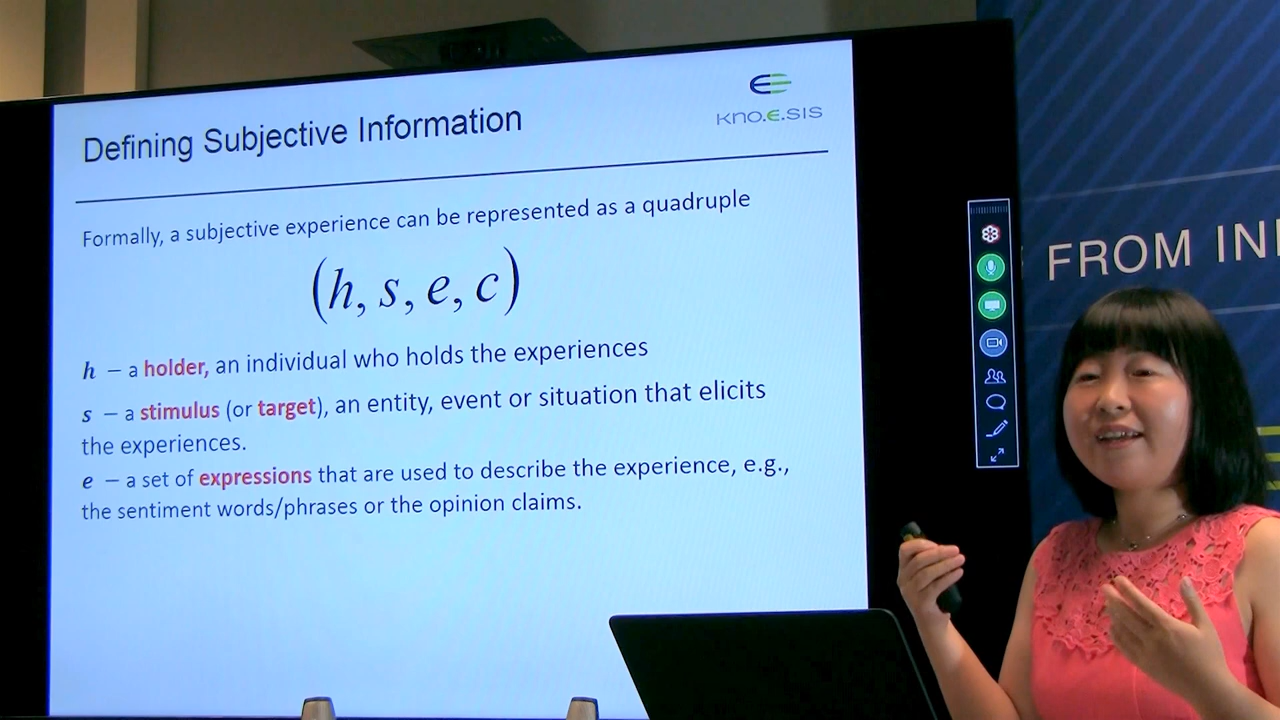 Defining Subjective Information
KNO.E.SIS
Formally, a subjective experience can be represented as a quadruple
(h, s, e, c)
h – a holder, an individual who holds the experiences
s – a stimulus (or target), an entity, event or situation that elicits
the experiences.
e – a set of expressions that are used to describe the experience, e.g.,
the sentiment words/phrases or the opinion claims.
FROM